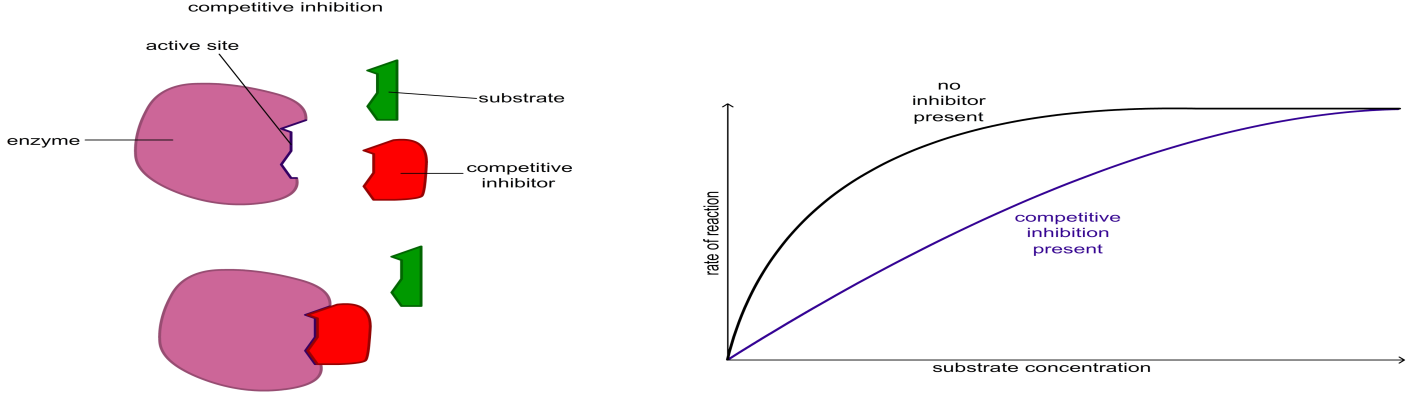 competitive inhibition
active site
enzyme
substrate
competitive
inhibitor
no
inhibitor
present
rate of reaction
competitive
inhibition
present
substrate concentration